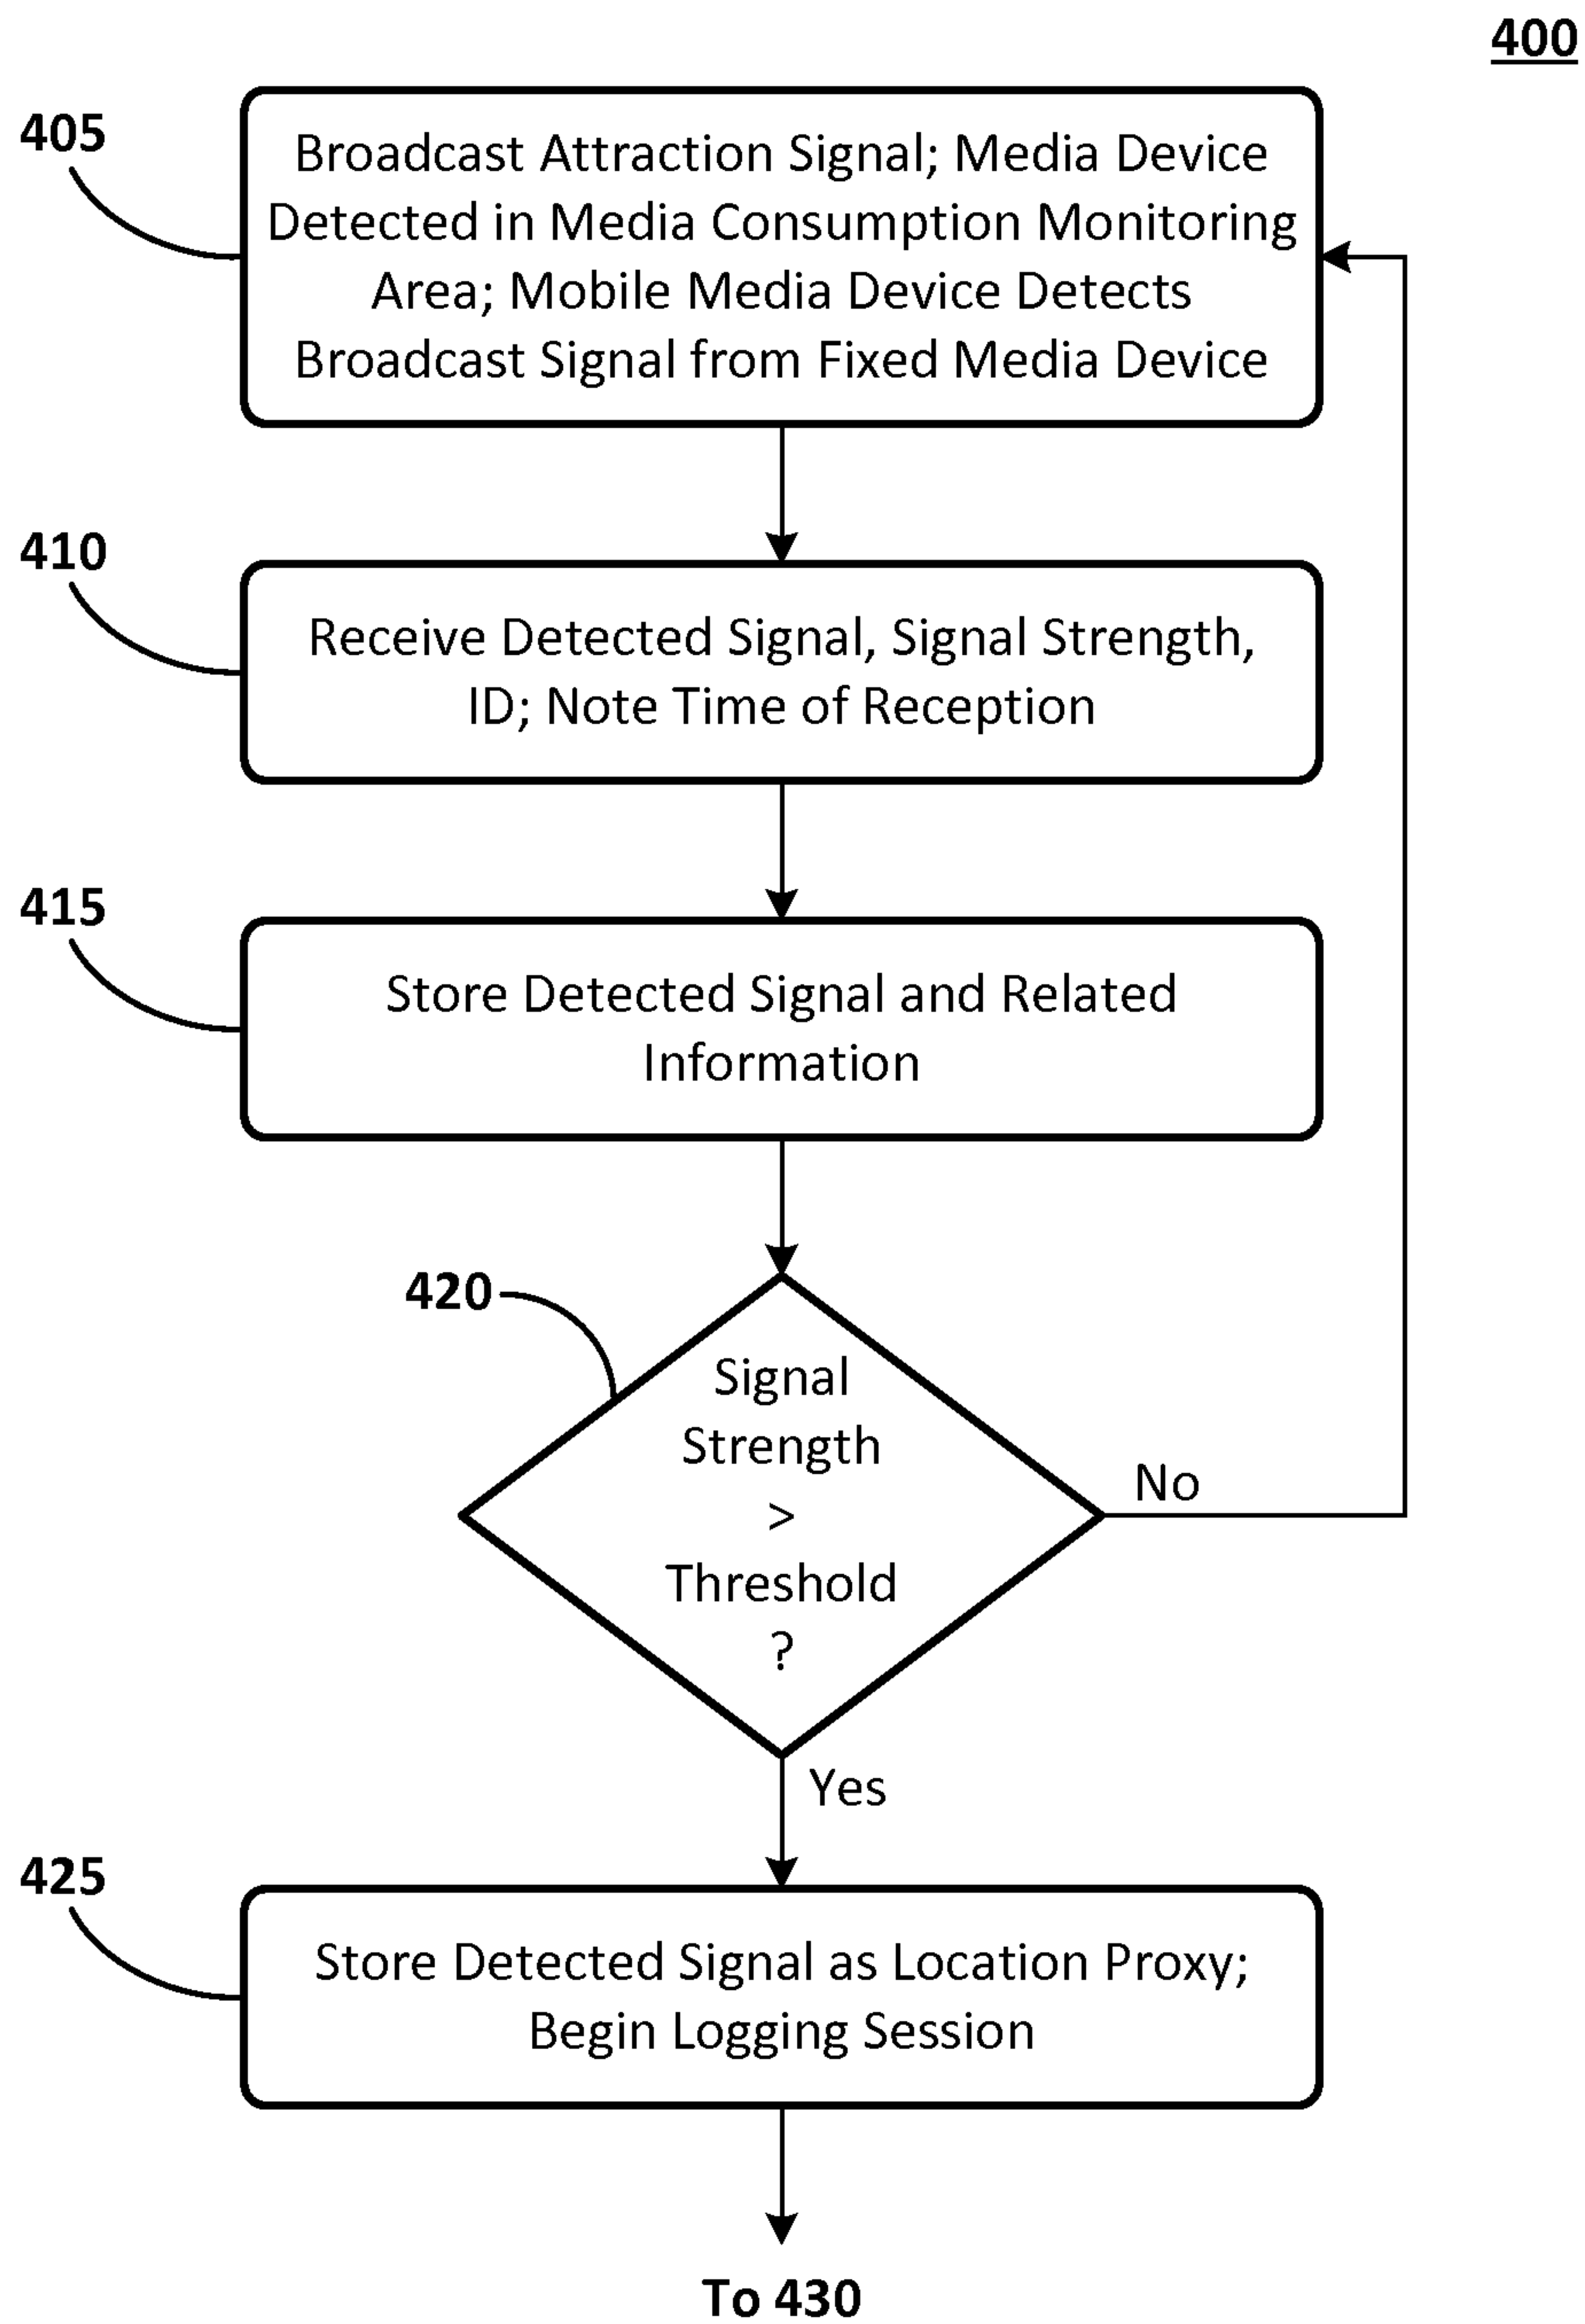 400
405
Broadcast Attraction Signal; Media Device
Detected in Media Consumption Monitoring
Area; Mobile Media Device Detects
Broadcast Signal from Fixed Media Device
410
Receive Detected Signal, Signal Strength,
ID; Note Time of Reception
415
Store Detected Signal and Related
Information
420
Signal
Strength
>
Threshold
?
No
Yes
425
Store Detected Signal as Location Proxy;
Begin Logging Session
To 430